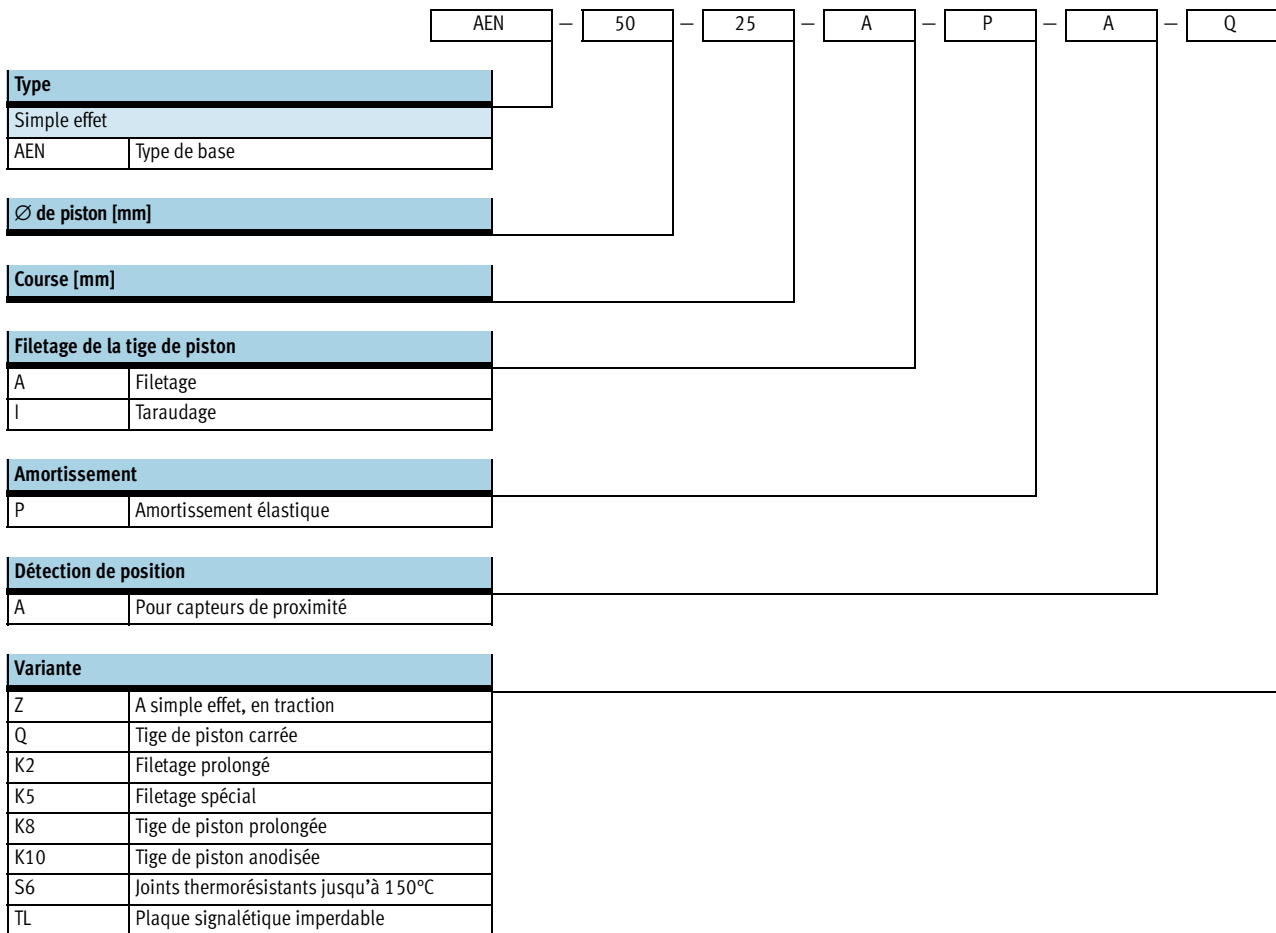 AEN – 50 – 25 – A – P – A – Q
Type
Simple effet
AEN Type de base
∅ de piston [mm]
Course [mm]
Filetage de la tige de piston
A Filetage
I Taraudage
Amortissement
P Amortissement élastique
Détection de position
A Pour capteurs de proximité
Variante
Z A simple effet, en traction
Q Tige de piston carrée
K2 Filetage prolongé
K5 Filetage spécial
K8 Tige de piston prolongée
K10 Tige de piston anodisée
S6 Joints thermorésistants jusqu’à 150°C
TL Plaque signalétique imperdable